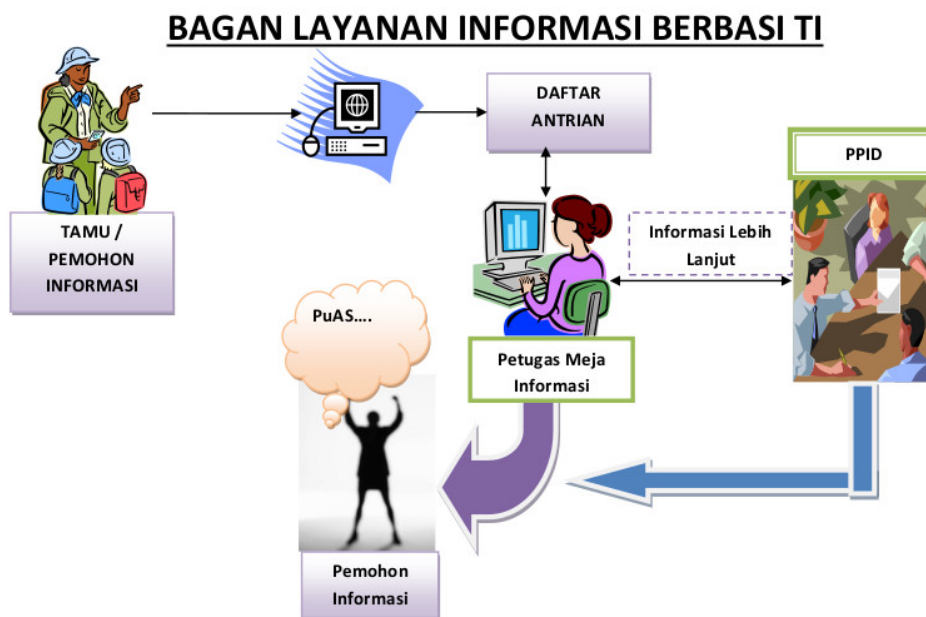 BAGAN LAYANAN INFORMASI BERBASI TI
DAFTAR
ANTRIAN
PPID
TAMU /
PEMOHON
INFORMASI
Informasi Lebih
Lanjut
PuAS....
Petugas Meja
Informasi
Pemohon
Informasi